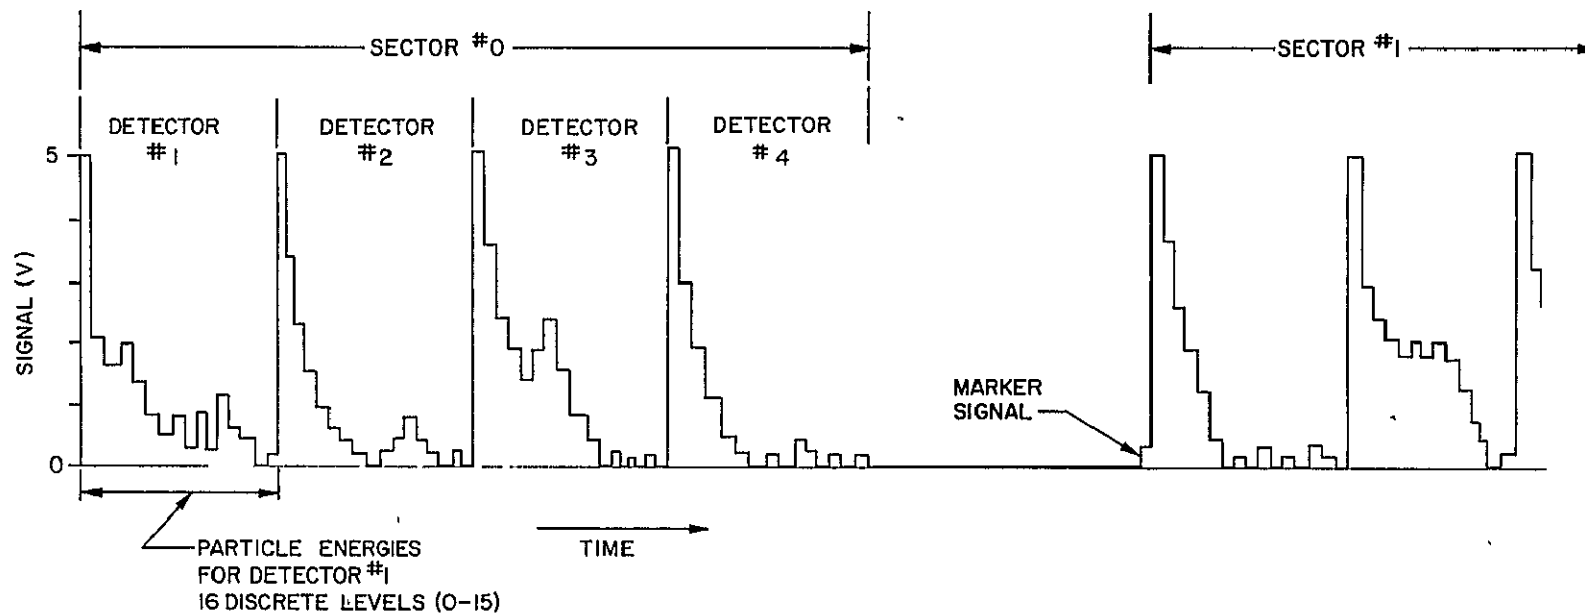 SECTOR #0
SECTOR #1
DETECTOR
#1
DETECTOR
#2
DETECTOR
#3
DETECTOR
#4
5
SIGNAL (V)
0
MARKER
SIGNAL
PARTICLE ENERGIES
FOR DETECTOR #1
16 DISCRETE LEVELS (0-15)
TIME